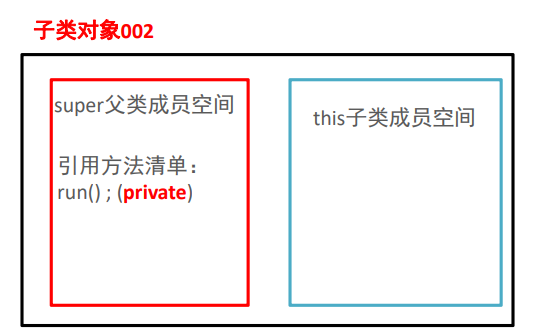 子类对象002
super父类成员空间
this子类成员空间
引用方法清单：
run() ; (private)